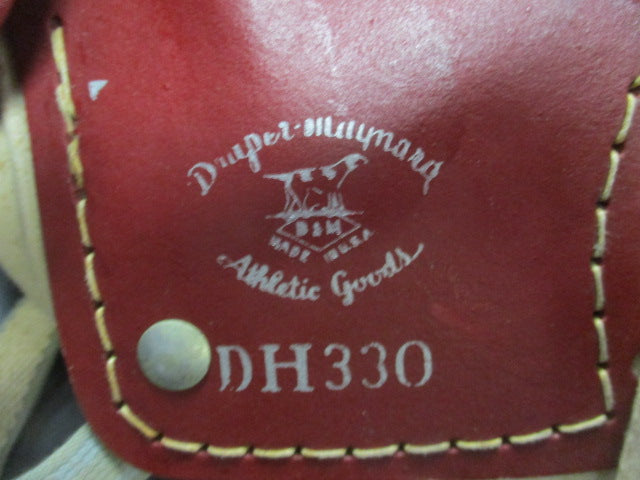 Draper-Maynard
D&M
MADE IN U.S.A.
Athletic Goods
DH330